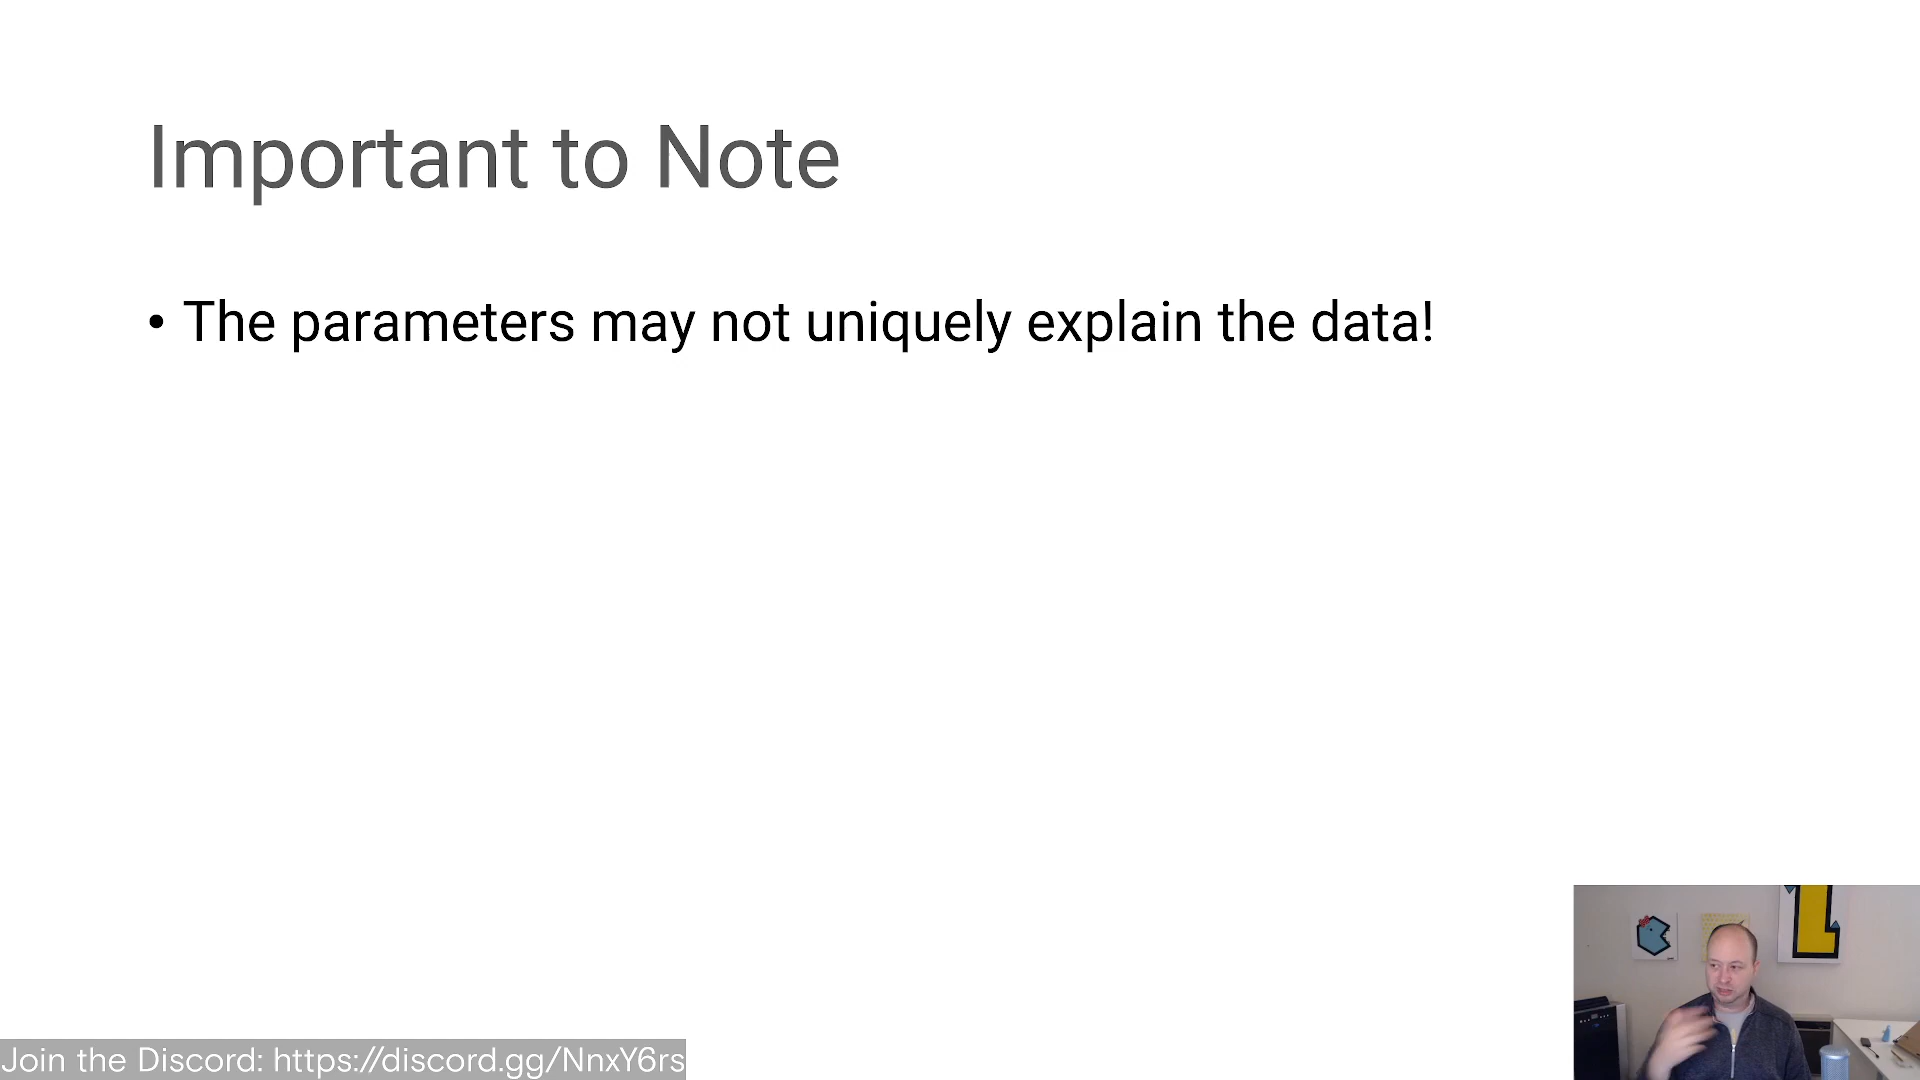 Important to Note
• The parameters may not uniquely explain the data!
Join the Discord: https://discord.gg/NnxY6rs